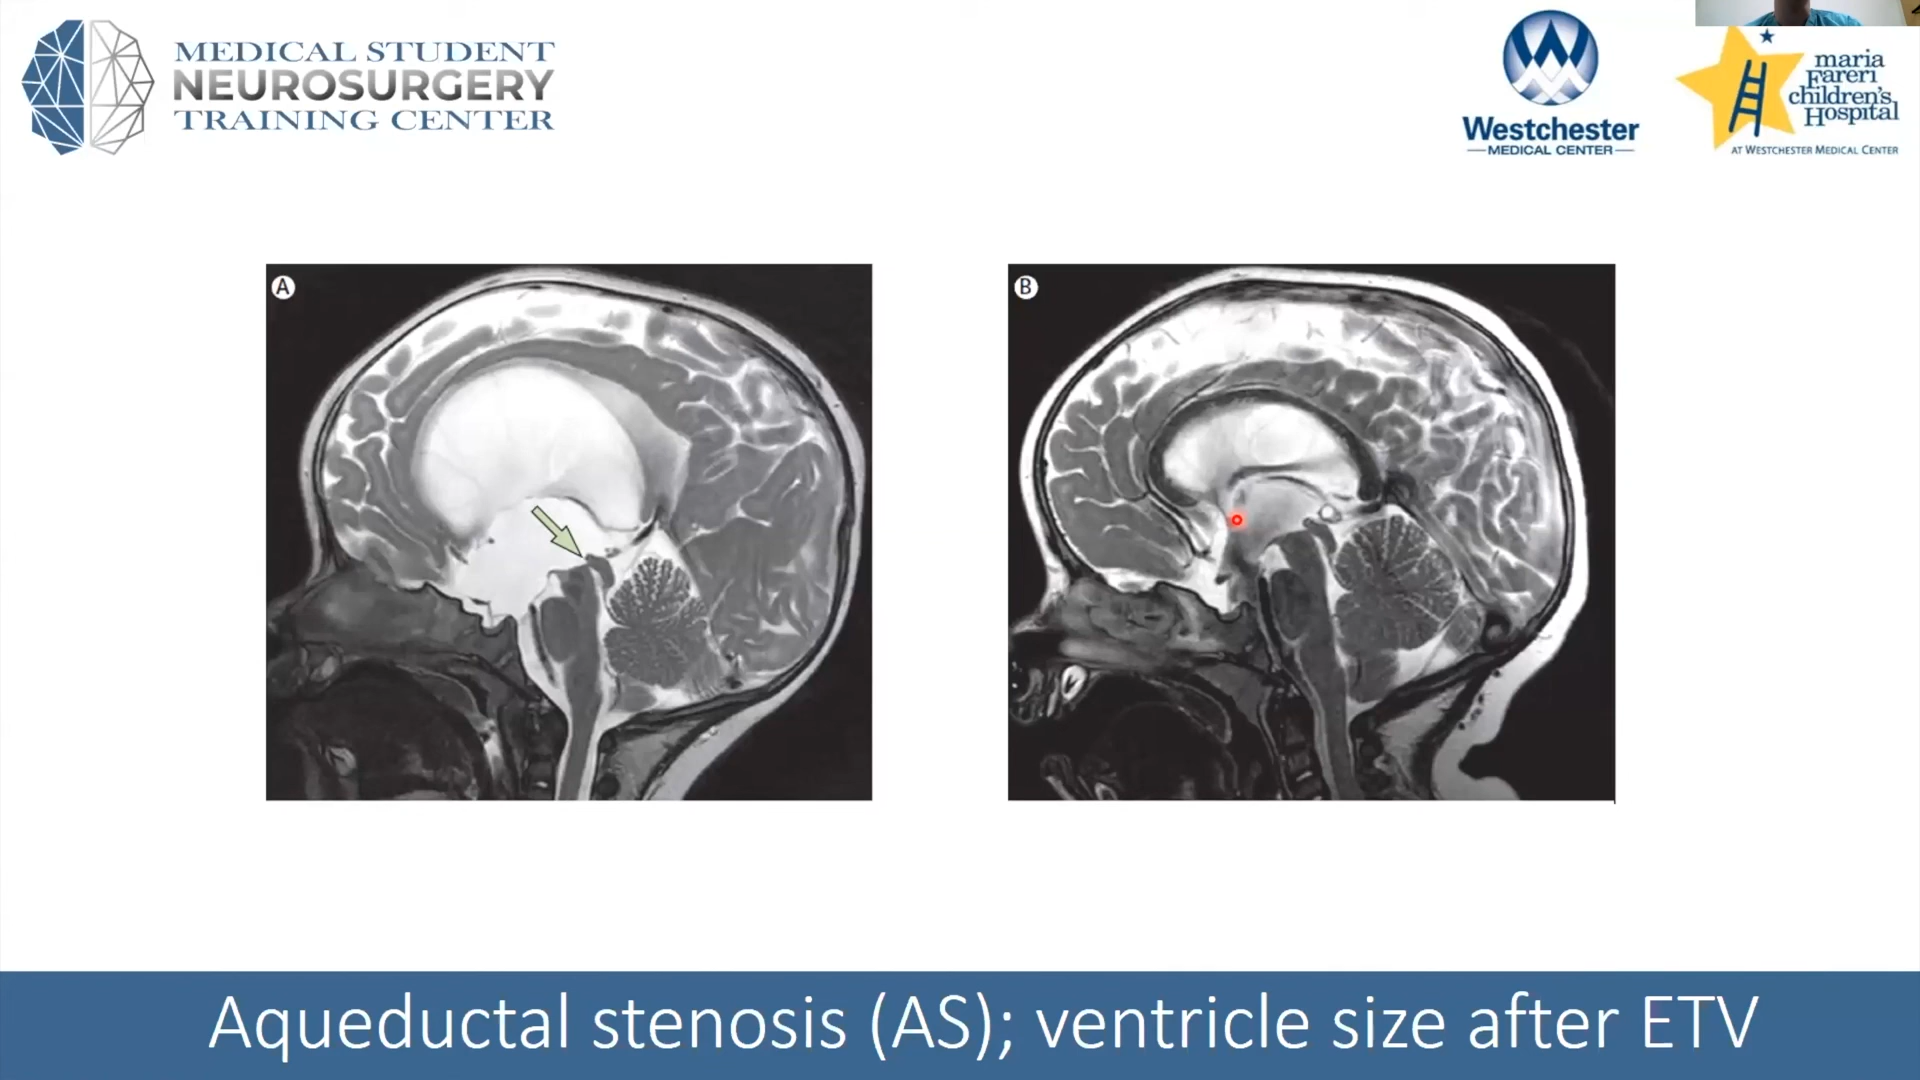 MEDICAL STUDENT
NEUROSURGERY
TRAINING CENTER
Westchester
MEDICAL CENTER
maria
Fareri
children's
Hospital
AT WESTCHESTER MEDICAL CENTER
A
B
Aqueductal stenosis (AS); ventricle size after ETV